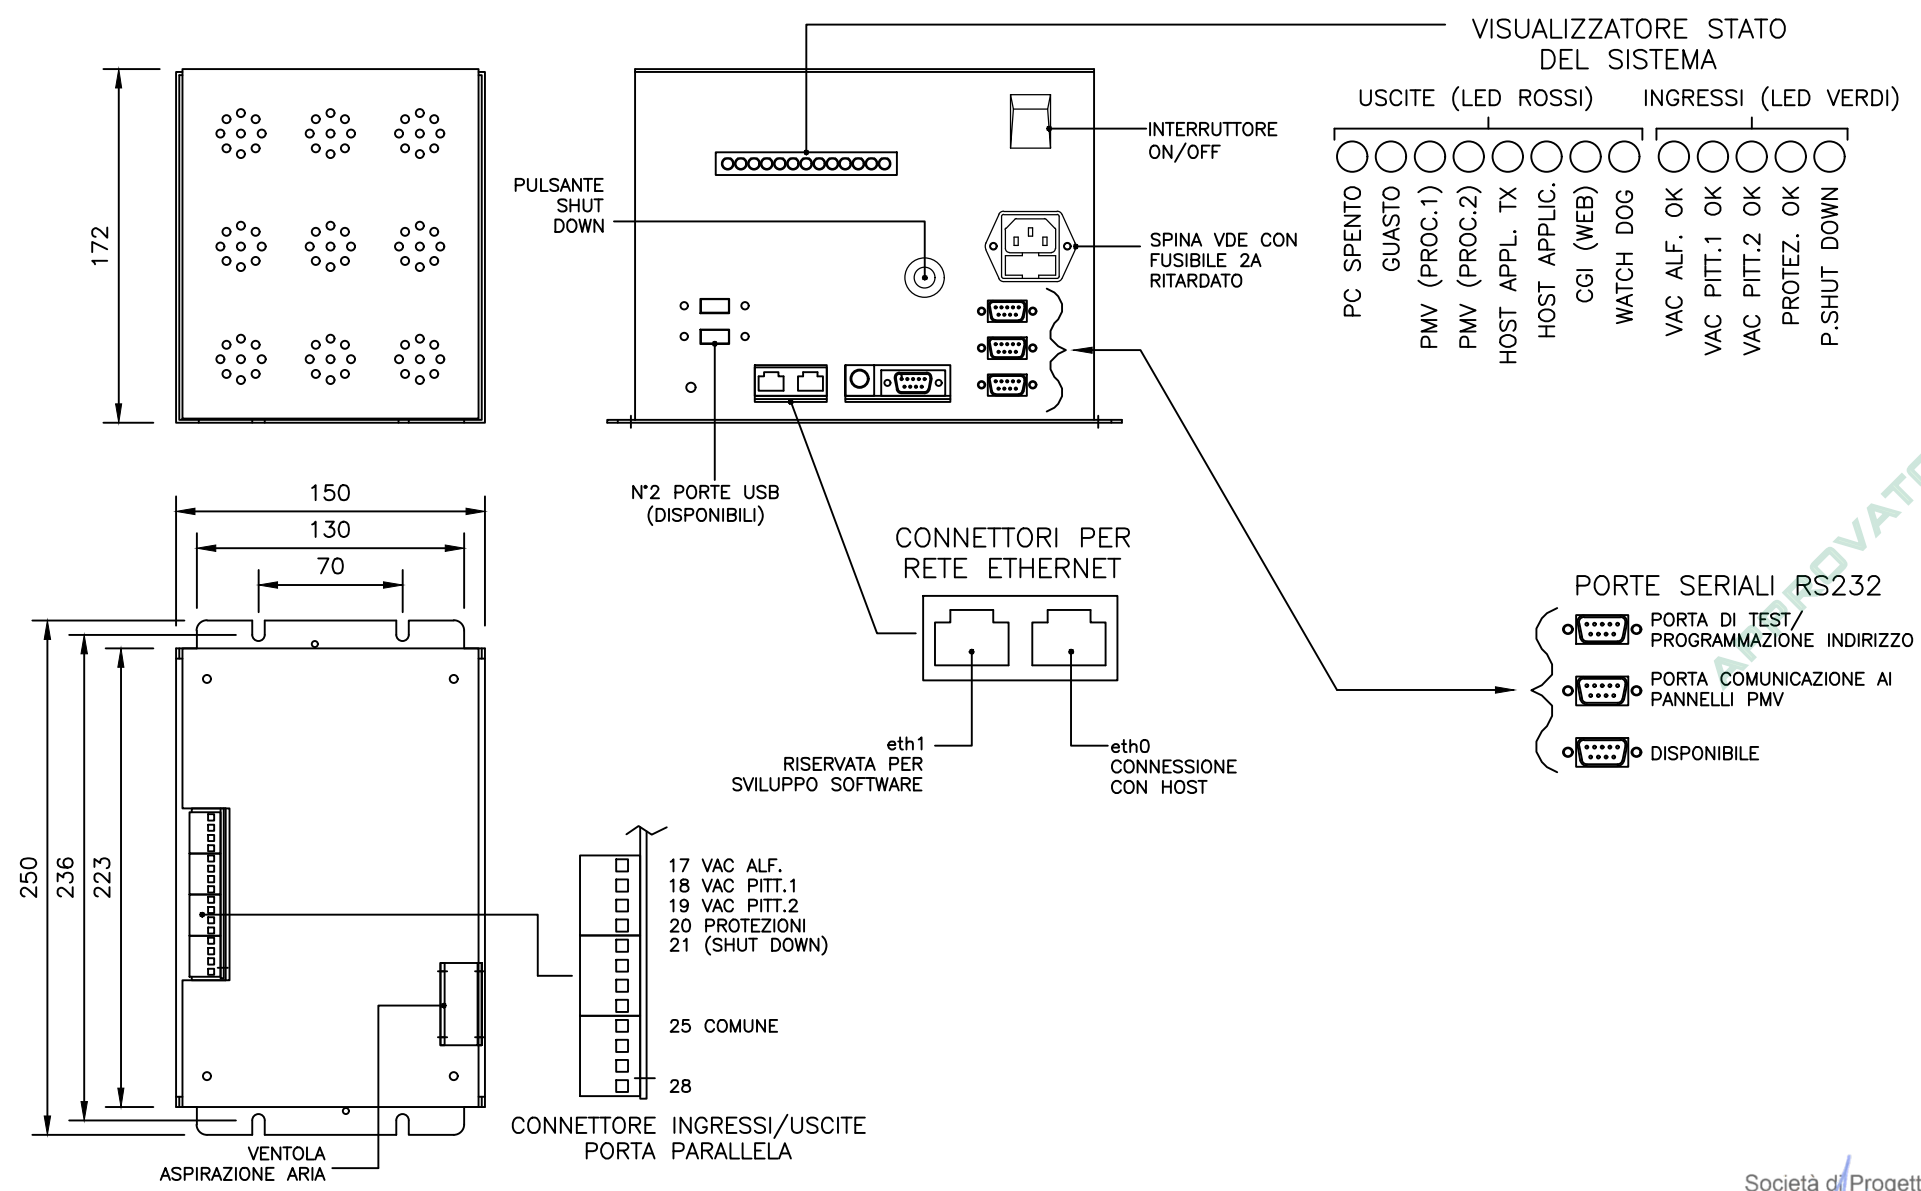 VISUALIZZATORE STATO
DEL SISTEMA
USCITE (LED ROSSI)
INGRESSI (LED VERDI)
PC SPENTO
GUASTO
PMV (PROC.1)
PMV (PROC.2)
HOST APPL. TX
HOST APPLIC.
CGI (WEB)
WATCH DOG
VAC ALF. OK
VAC PITT.1 OK
VAC PITT.2 OK
PROTEZ. OK
P.SHUT DOWN
INTERRUTTORE
ON/OFF
PULSANTE
SHUT
DOWN
SPINA VDE CON
FUSIBILE 2A
RITARDATO
172
N°2 PORTE USB
(DISPONIBILI)
150
130
70
CONNETTORI PER
RETE ETHERNET
eth1
RISERVATA PER
SVILUPPO SOFTWARE
eth0
CONNESSIONE
CON HOST
PORTE SERIALI RS232
PORTA DI TEST/
PROGRAMMAZIONE INDIRIZZO
PORTA COMUNICAZIONE AI
PANNELLI PMV
DISPONIBILE
APPROVATO
250
236
223
17 VAC ALF.
18 VAC PITT.1
19 VAC PITT.2
20 PROTEZIONI
21 (SHUT DOWN)
25 COMUNE
28
CONNETTORE INGRESSI/USCITE
PORTA PARALLELA
VENTOLA
ASPIRAZIONE ARIA
Società di Progett